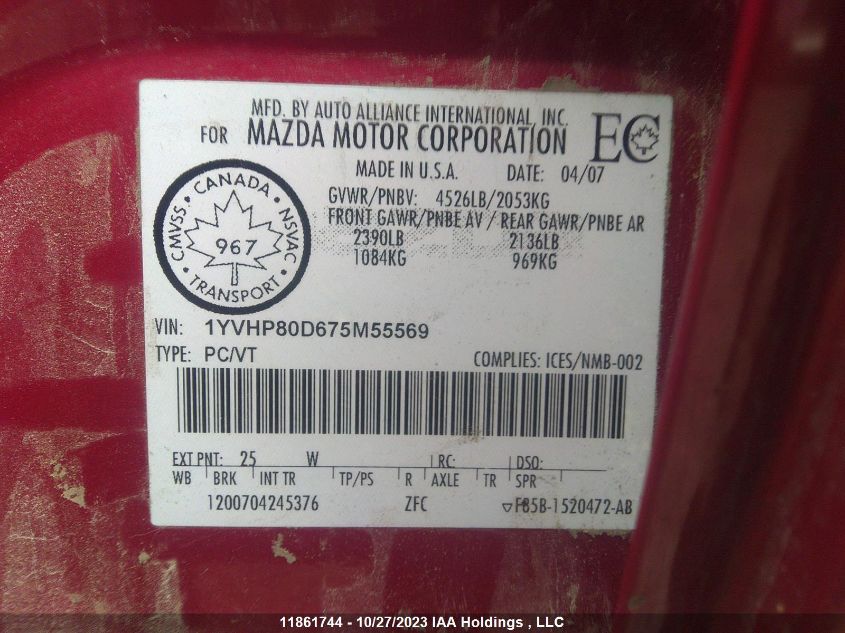 MFD. BY AUTO ALLIANCE INTERNATIONAL, INC.
FOR MAZDA MOTOR CORPORATION EC
MADE IN U.S.A. DATE: 04/07
GVWR/PNBV: 4526LB/2053KG
FRONT GAWR/PNBE AV / REAR GAWR/PNBE AR
2390LB 2136LB
1084KG 969KG
CANADA
CMVSS. NSVAC
967
TRANSPORT
VIN: 1YVHP80D675M55569
TYPE: PC/VT COMPLIES: ICES/NMB-002
EXT PNT: 25 W RC: DSO:
WB BRK INT TR TP/PS R AXLE TR SPR
1200704245376 ZFC ▽F85B-1520472-AB
11861744 - 10/27/2023 IAA Holdings , LLC